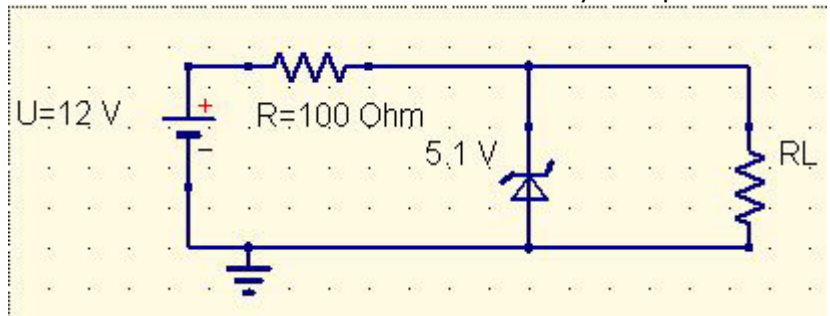 U=12 V
+
R=100 Ohm
−
5.1 V
RL